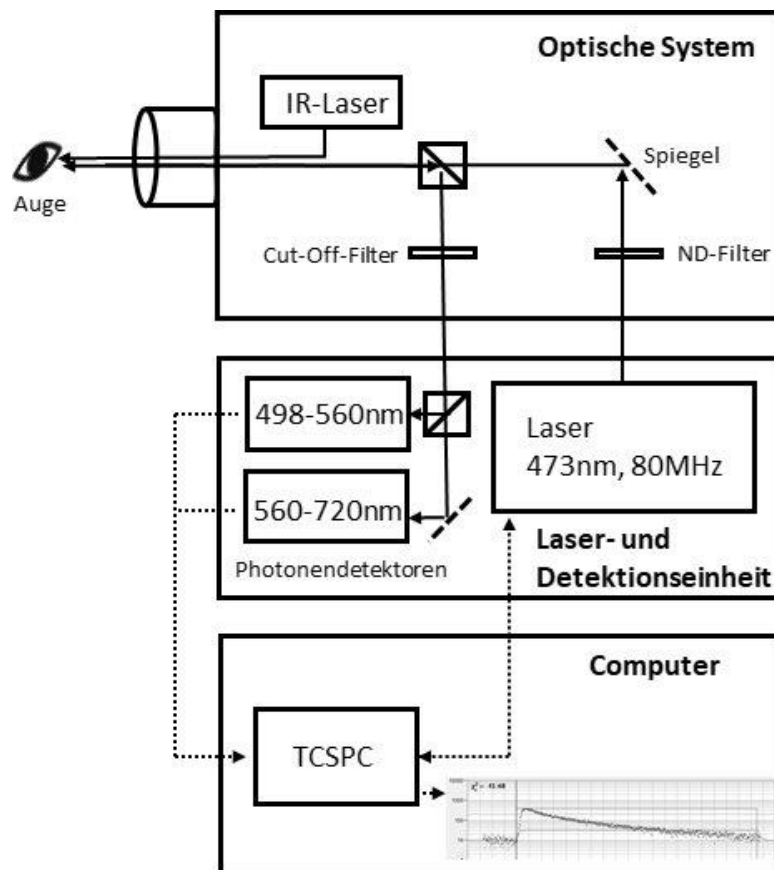 Optische System
IR-Laser
Spiegel
Auge
Cut-Off-Filter
ND-Filter
498-560nm
Laser
473nm, 80MHz
560-720nm
Photonendetektoren
Laser- und
Detektionseinheit
Computer
TCSPC